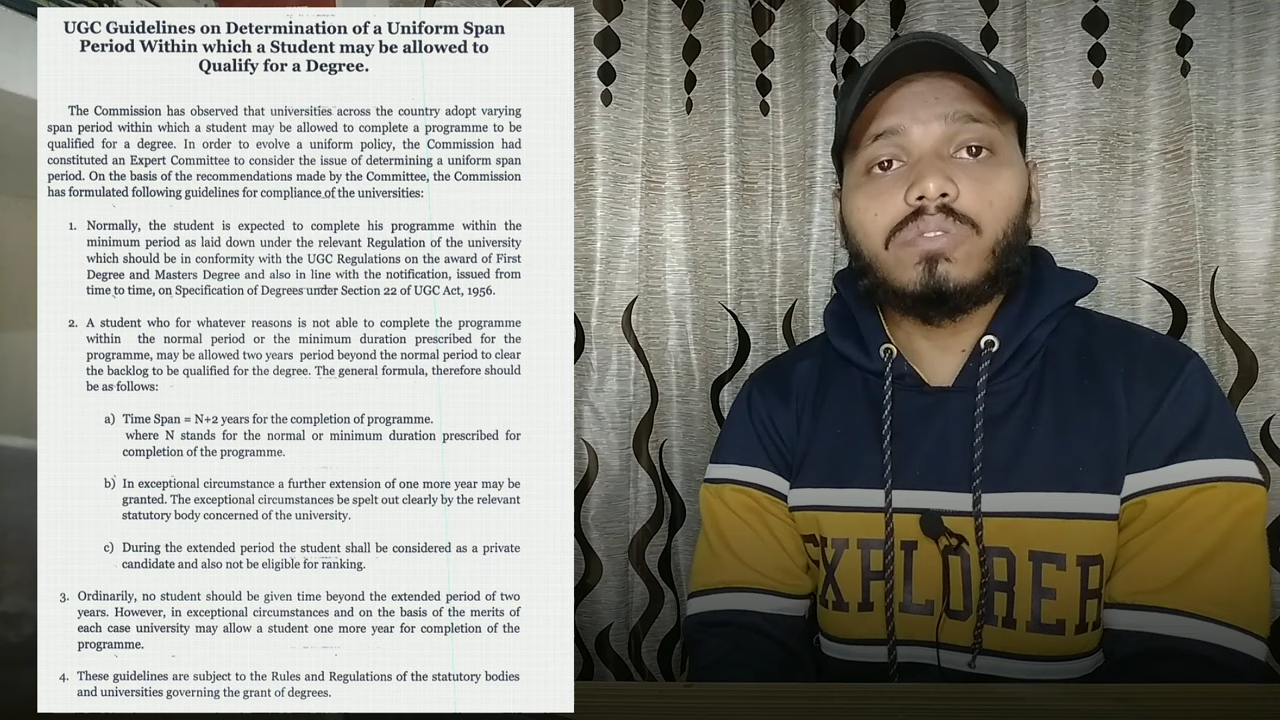 UGC Guidelines on Determination of a Uniform Span
Period Within which a Student may be allowed to
Qualify for a Degree.
The Commission has observed that universities across the country adopt varying
span period within which a student may be allowed to complete a programme to be
qualified for a degree. In order to evolve a uniform policy, the Commission had
constituted an Expert Committee to consider the issue of determining a uniform span
period. On the basis of the recommendations made by the Committee, the Commission
has formulated following guidelines for compliance of the universities:
1. Normally, the student is expected to complete his programme within the
minimum period as laid down under the relevant Regulation of the university
which should be in conformity with the UGC Regulations on the award of First
Degree and Masters Degree and also in line with the notification, issued from
time to time, on Specification of Degrees under Section 22 of UGC Act, 1956.
2. A student who for whatever reasons is not able to complete the programme
within the normal period or the minimum duration prescribed for the
programme, may be allowed two years period beyond the normal period to clear
the backlog to be qualified for the degree. The general formula, therefore should
be as follows:
a) Time Span = N+2 years for the completion of programme.
where N stands for the normal or minimum duration prescribed for
completion of the programme.
b) In exceptional circumstance a further extension of one more year may be
granted. The exceptional circumstances be spelt out clearly by the relevant
statutory body concerned of the university.
c) During the extended period the student shall be considered as a private
candidate and also not be eligible for ranking.
3. Ordinarily, no student should be given time beyond the extended period of two
years. However, in exceptional circumstances and on the basis of the merits of
each case university may allow a student one more year for completion of the
programme.
4. These guidelines are subject to the Rules and Regulations of the statutory bodies
and universities governing the grant of degrees.
EXPLORER